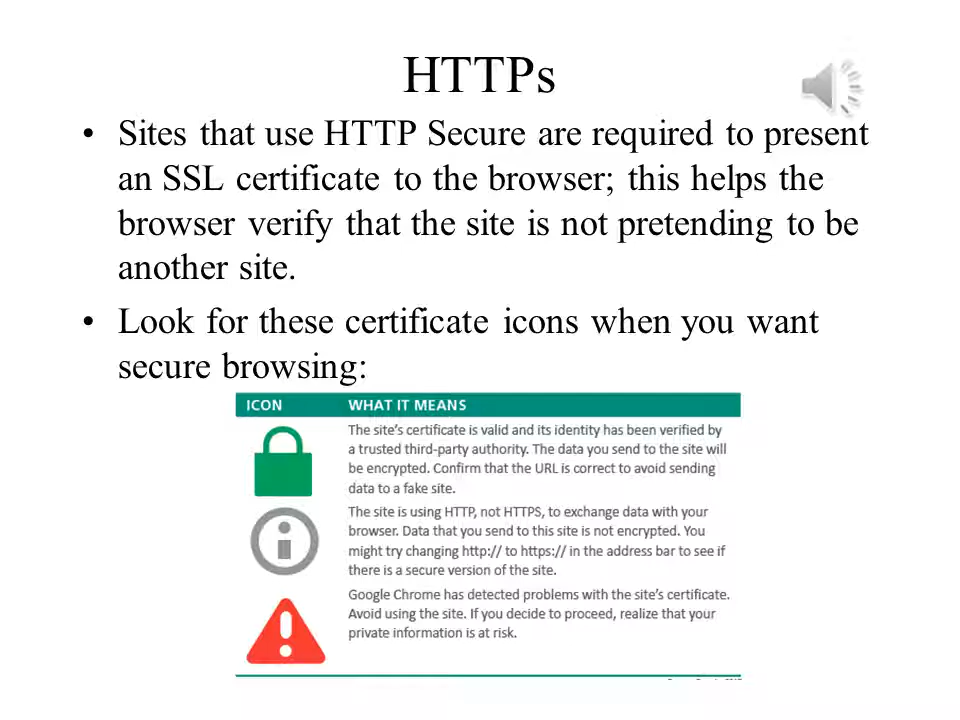 HTTPs
• Sites that use HTTP Secure are required to present
an SSL certificate to the browser; this helps the
browser verify that the site is not pretending to be
another site.
• Look for these certificate icons when you want
secure browsing:
ICON WHAT IT MEANS
The site's certificate is valid and its identity has been verified by
a trusted third-party authority. The data you send to the site will
be encrypted. Confirm that the URL is correct to avoid sending
data to a fake site.
The site is using HTTP, not HTTPS, to exchange data with your
browser. Data that you send to this site is not encrypted. You
might try changing http:// to https:// in the address bar to see if
there is a secure version of the site.
Google Chrome has detected problems with the site's certificate.
Avoid using the site. If you decide to proceed, realize that your
private information is at risk.